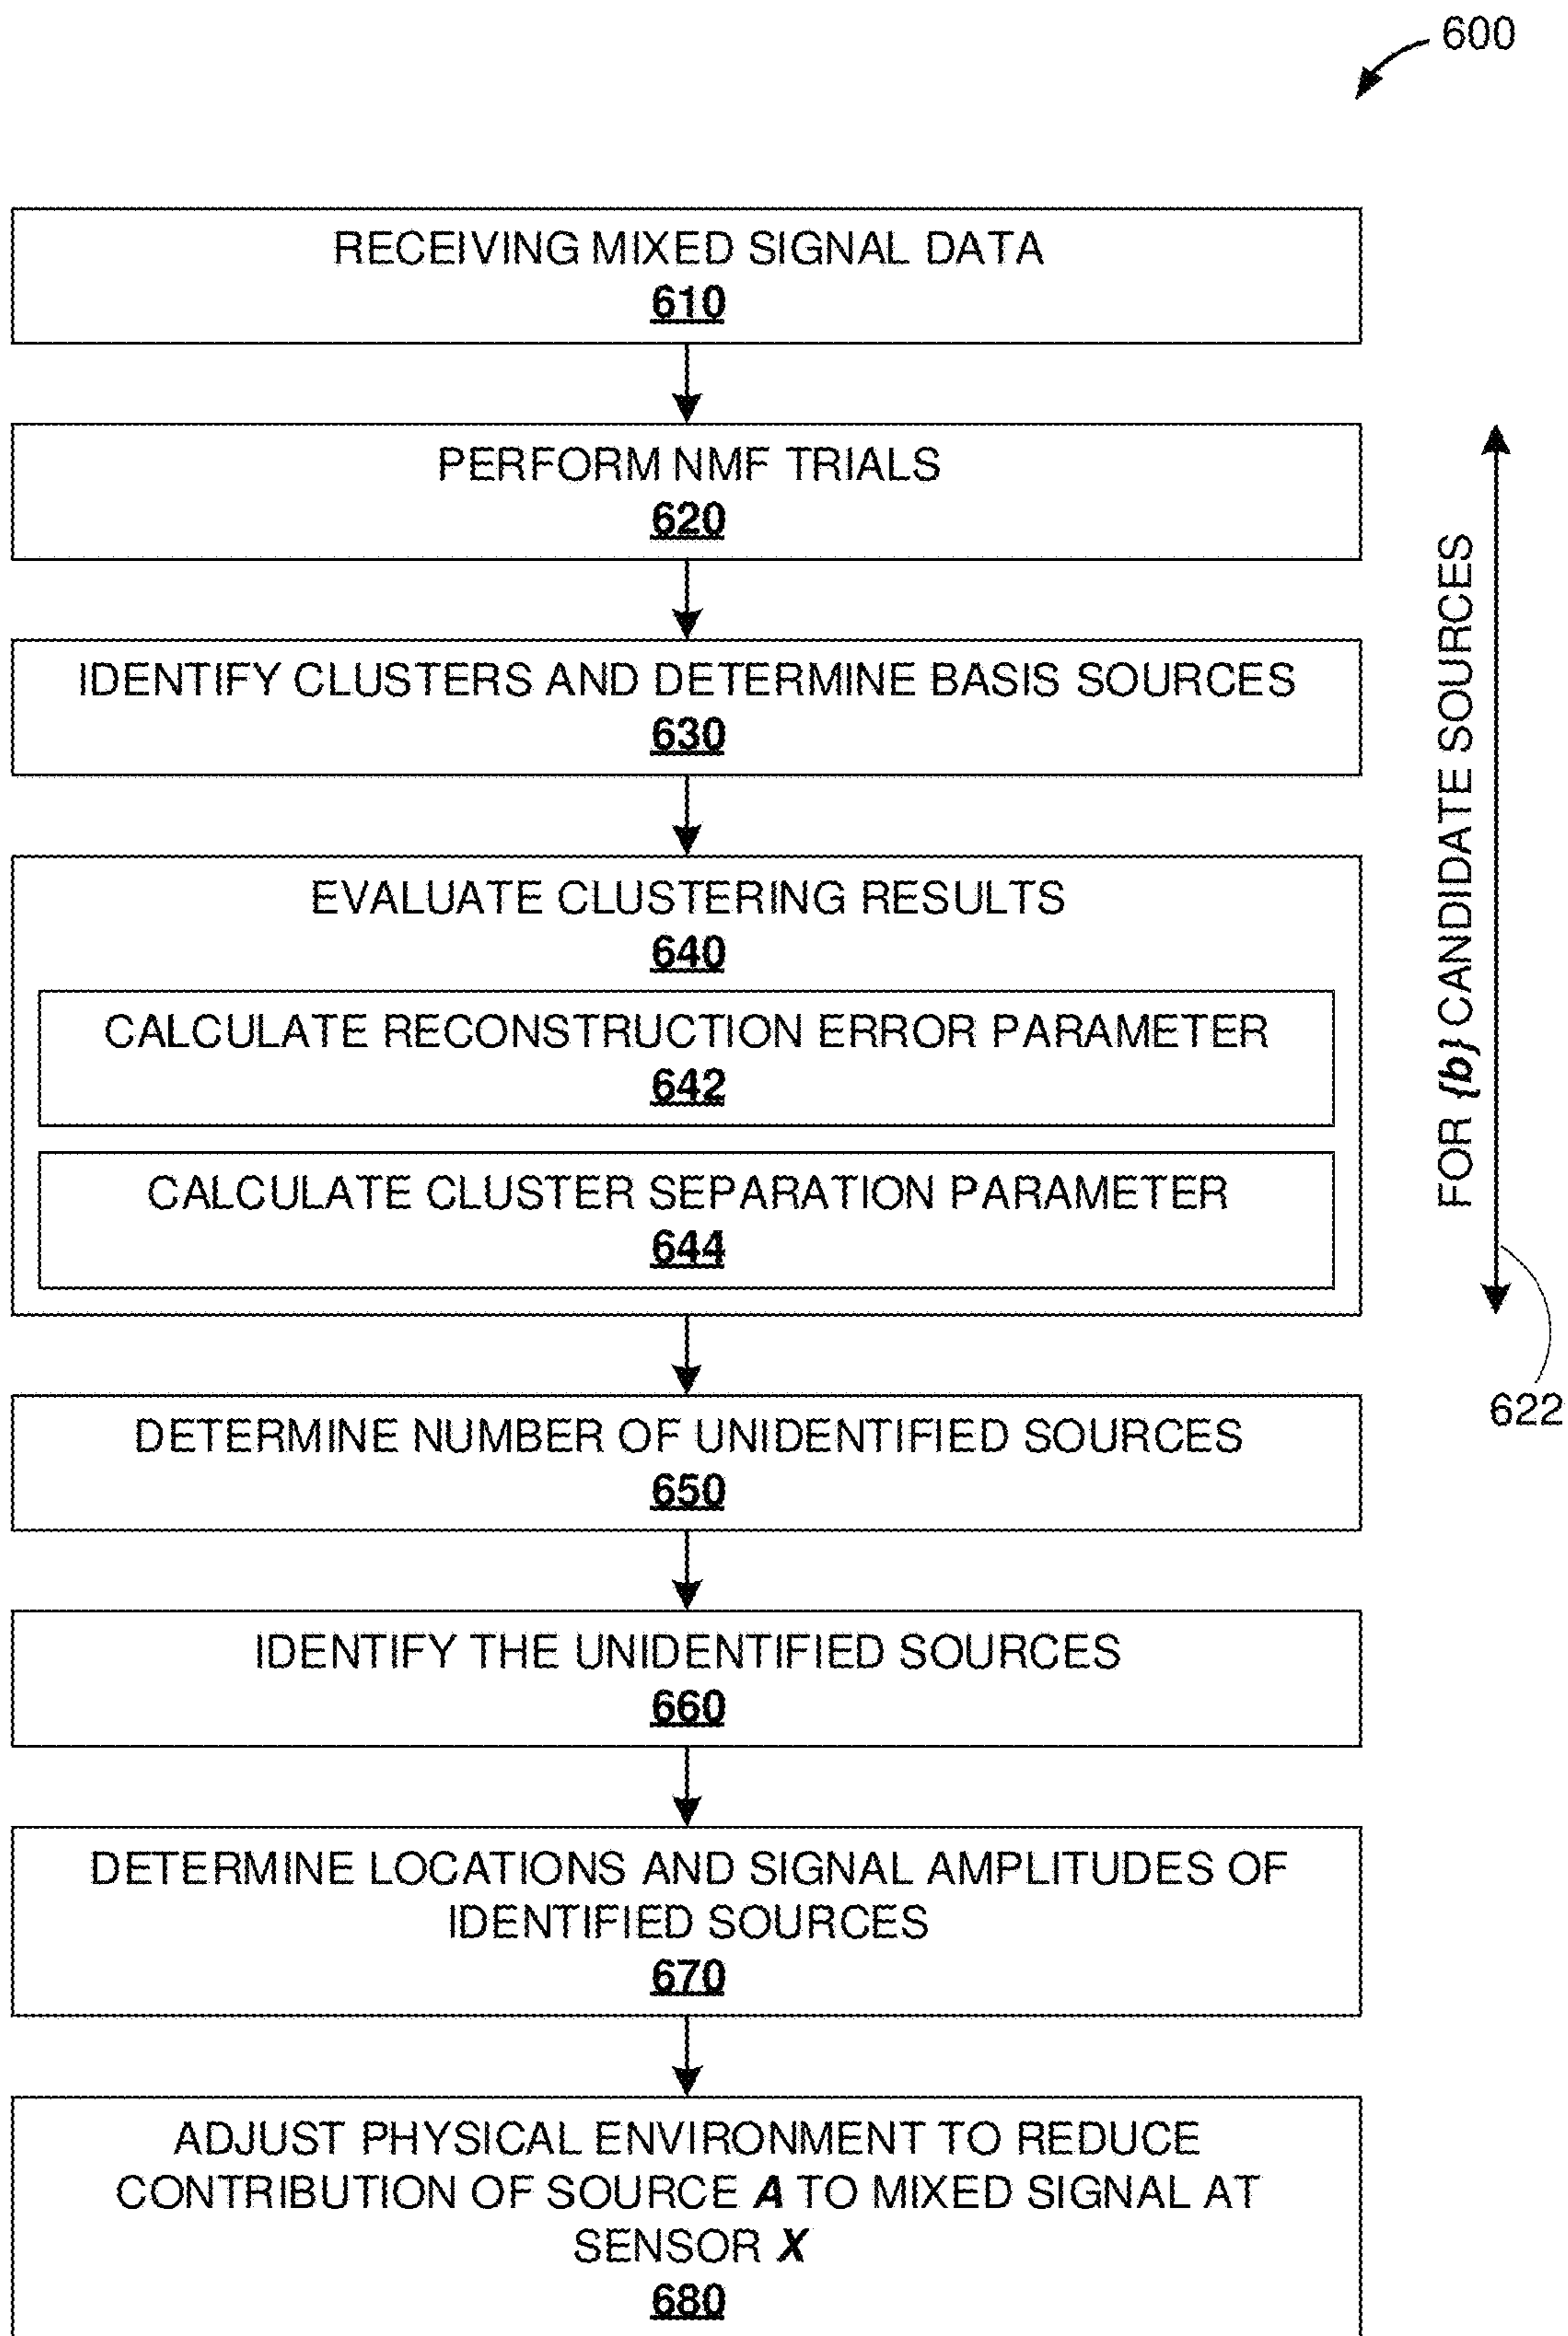 600
RECEIVING MIXED SIGNAL DATA
610
PERFORM NMF TRIALS
620
IDENTIFY CLUSTERS AND DETERMINE BASIS SOURCES
630
EVALUATE CLUSTERING RESULTS
640
CALCULATE RECONSTRUCTION ERROR PARAMETER
642
CALCULATE CLUSTER SEPARATION PARAMETER
644
FOR {b} CANDIDATE SOURCES
622
DETERMINE NUMBER OF UNIDENTIFIED SOURCES
650
IDENTIFY THE UNIDENTIFIED SOURCES
660
DETERMINE LOCATIONS AND SIGNAL AMPLITUDES OF
IDENTIFIED SOURCES
670
ADJUST PHYSICAL ENVIRONMENT TO REDUCE
CONTRIBUTION OF SOURCE A TO MIXED SIGNAL AT
SENSOR X
680